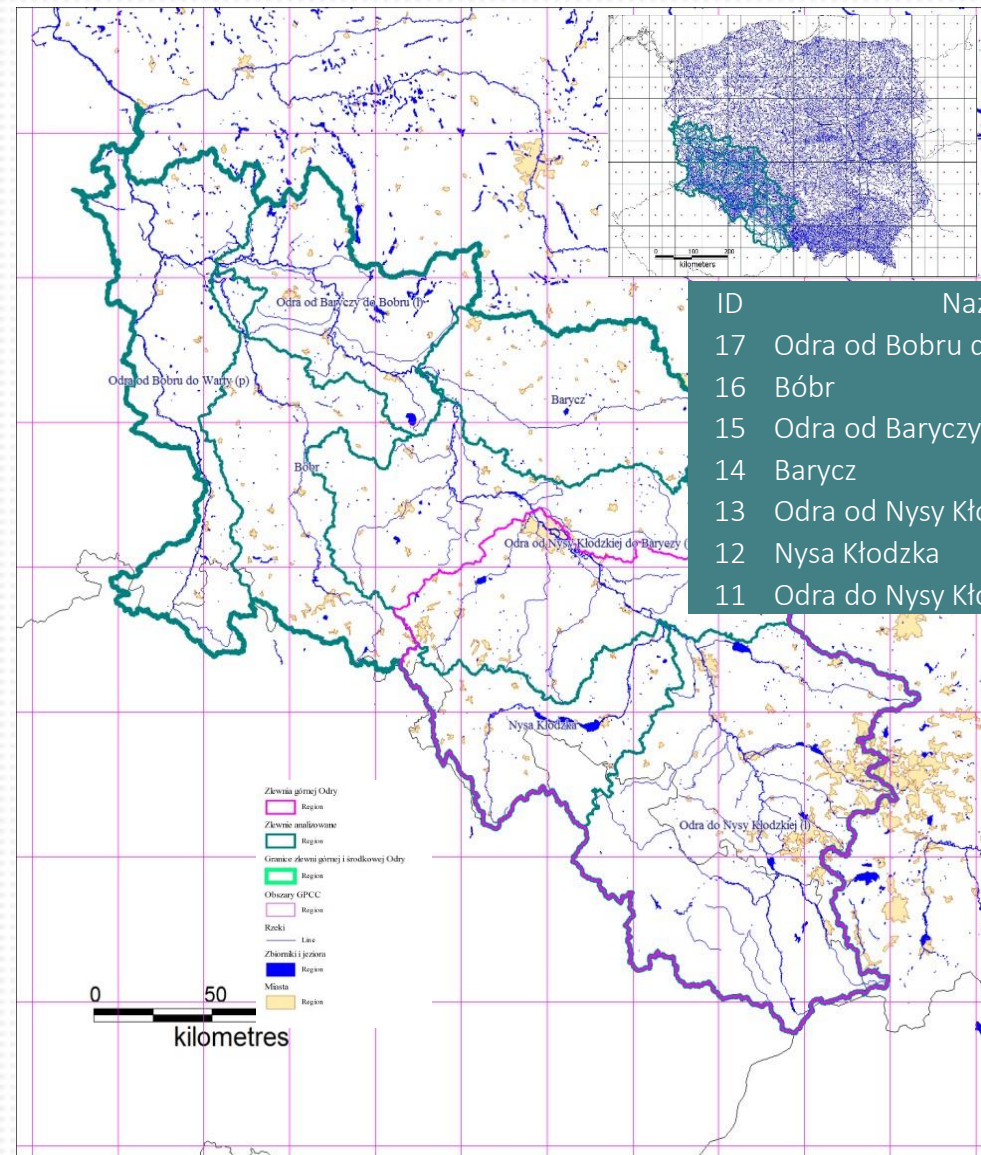 0 100 200
kilometers
ID Naz
17 Odra od Bobru d
16 Bóbr
15 Odra od Baryczy
14 Barycz
13 Odra od Nysy Kło
12 Nysa Kłodzka
11 Odra do Nysy Kło
Odra od Baryczy do Bobru (l)
Odra od Bobru do Warty (p)
Barycz
Bóbr
Odra od Nysy Kłodzkiej do Baryczy (
Nysa Kłodzka
Odra do Nysy Kłodzkiej (l)
Zlewnia górnej Odry
Region
Zlewnie analizowane
Region
Granice zlewni górnej i środkowej Odry
Region
Obszary GPCC
Region
Rzeki
Line
Zbiorniki i jeziora
Region
Miasta
Region
0 50
kilometres